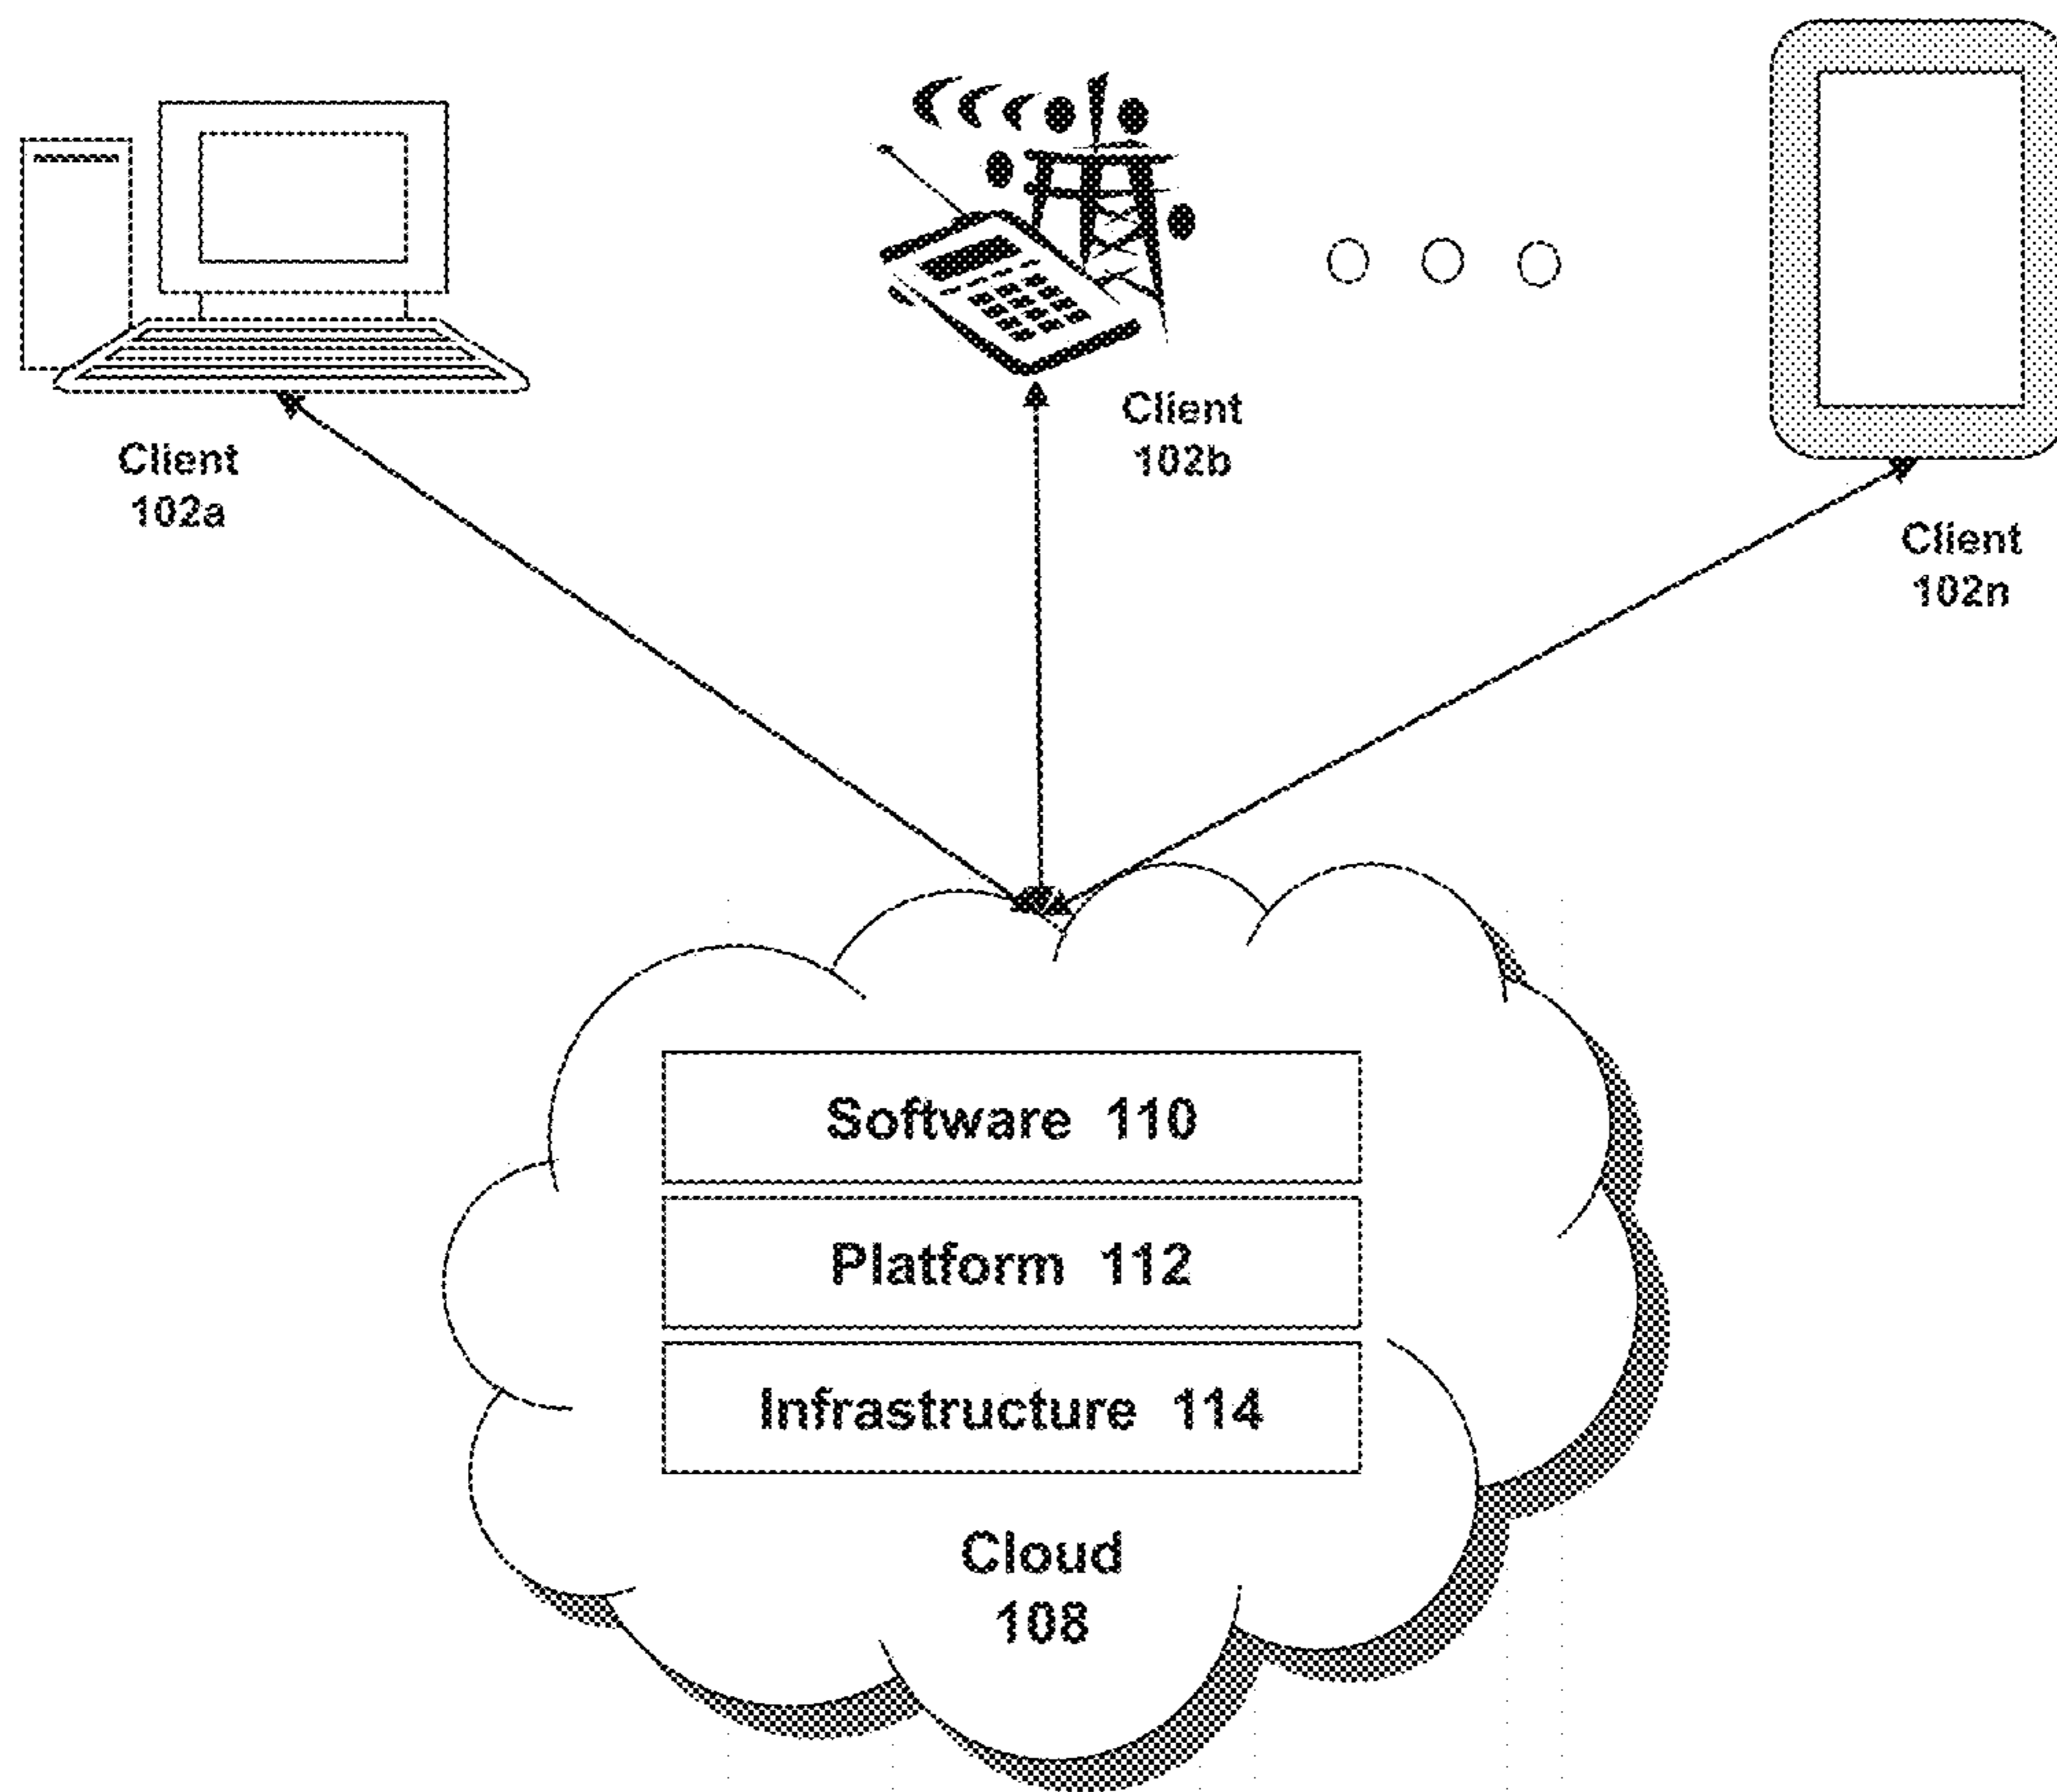 Client
102a
Client
102b
Client
102n
Software 110
Platform 112
Infrastructure 114
Cloud
108